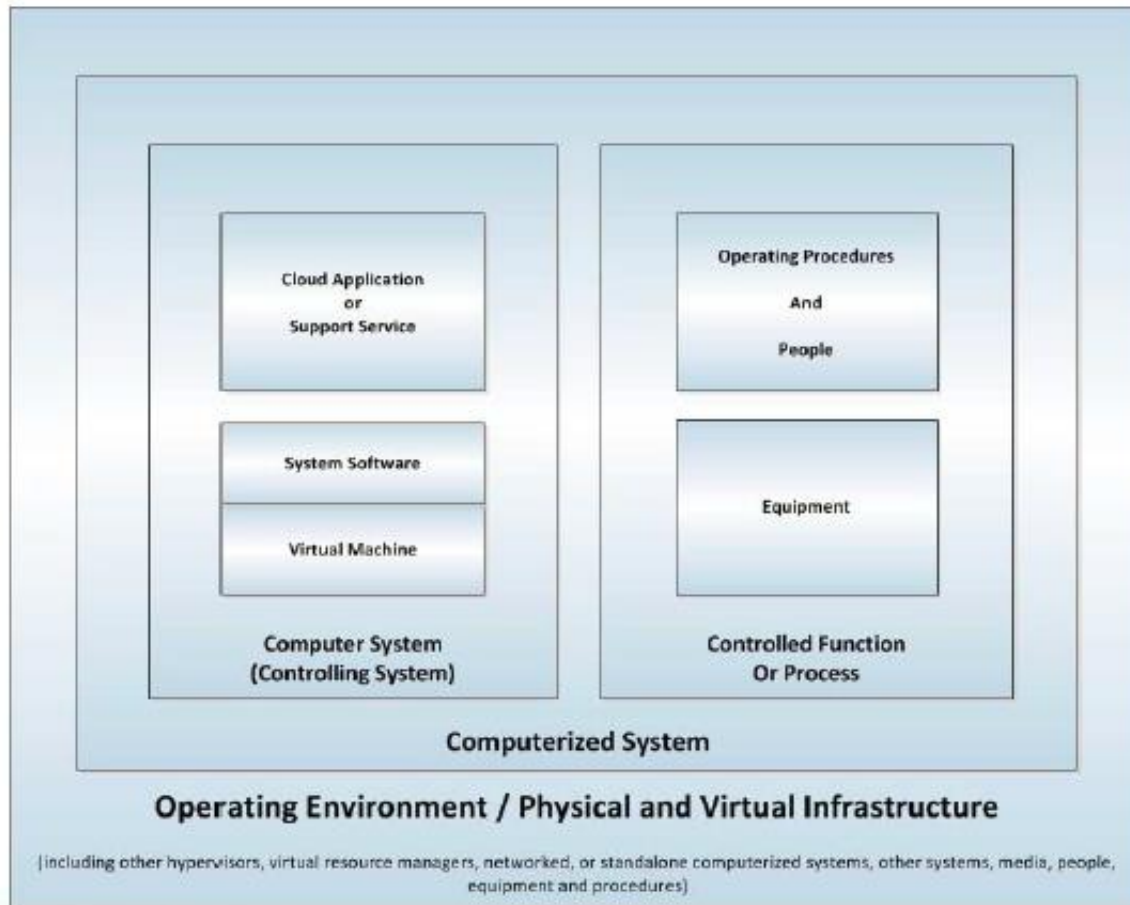 Cloud Application
or
Support Service
System Software
Virtual Machine
Computer System
(Controlling System)
Operating Procedures
And
People
Equipment
Controlled Function
Or Process
Computerized System
Operating Environment / Physical and Virtual Infrastructure
(including other hypervisors, virtual resource managers, networked, or standalone computerized systems, other systems, media, people,
equipment and procedures)